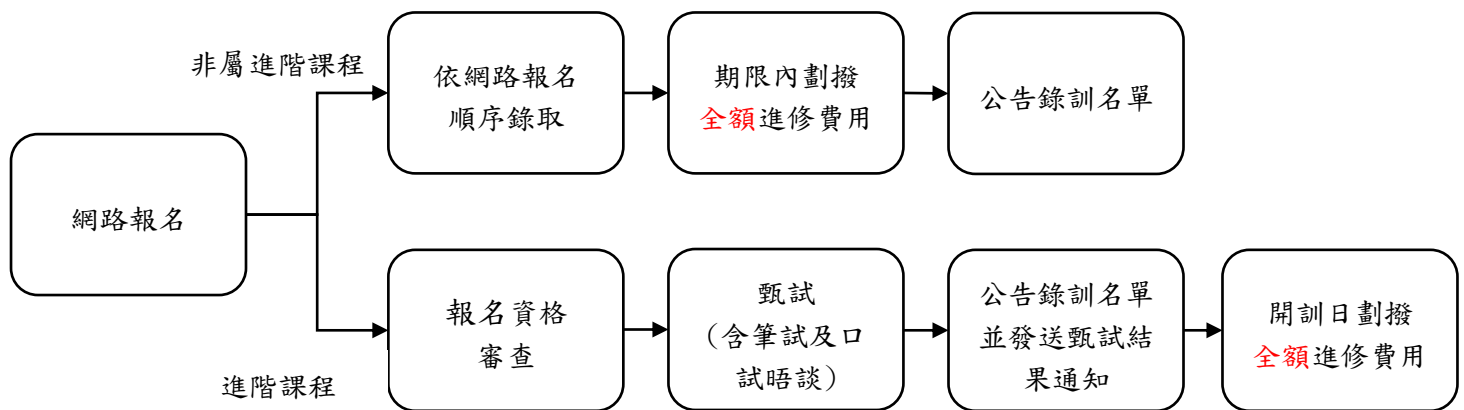 非屬進階課程
依網路報名
順序錄取
期限內劃撥
全額進修費用
公告錄訓名單
網路報名
報名資格
審查
甄試
（含筆試及口
試晤談）
公告錄訓名單
並發送甄試結
果通知
開訓日劃撥
全額進修費用
進階課程